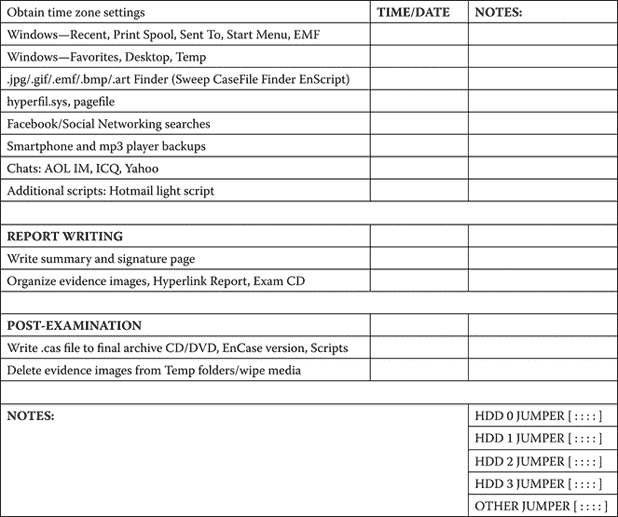 Obtain time zone settings TIME/DATE NOTES:
Windows—Recent, Print Spool, Sent To, Start Menu, EMF
Windows—Favorites, Desktop, Temp
.jpg/.gif/.emf/.bmp/.art Finder (Sweep CaseFile Finder EnScript)
hyperfil.sys, pagefile
Facebook/Social Networking searches
Smartphone and mp3 player backups
Chats: AOL IM, ICQ, Yahoo
Additional scripts: Hotmail light script
REPORT WRITING
Write summary and signature page
Organize evidence images, Hyperlink Report, Exam CD
POST-EXAMINATION
Write .cas file to final archive CD/DVD, EnCase version, Scripts
Delete evidence images from Temp folders/wipe media
NOTES: HDD 0 JUMPER [ : : : : ]
HDD 1 JUMPER [ : : : : ]
HDD 2 JUMPER [ : : : : ]
HDD 3 JUMPER [ : : : : ]
OTHER JUMPER [ : : : : ]